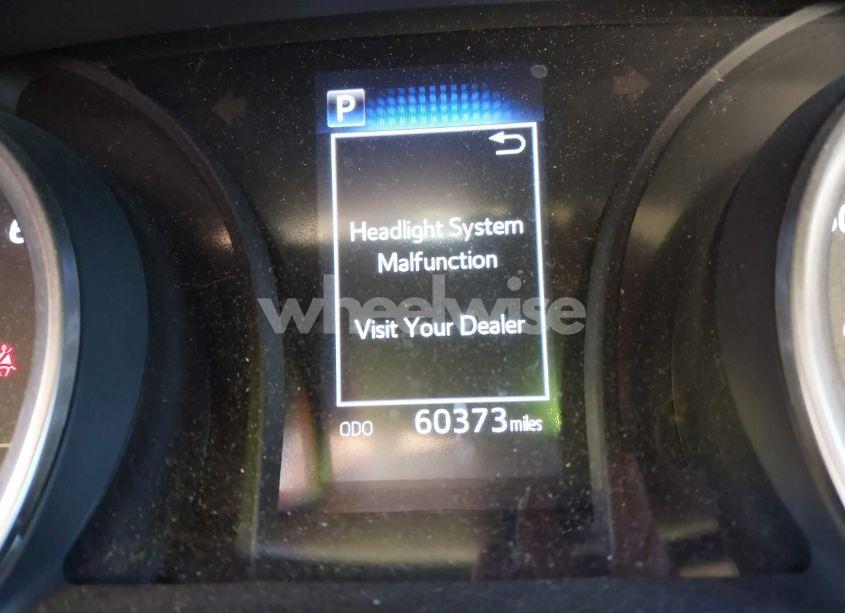 P
Headlight System
Malfunction
wheelwise
Visit Your Dealer
ODO 60373 miles